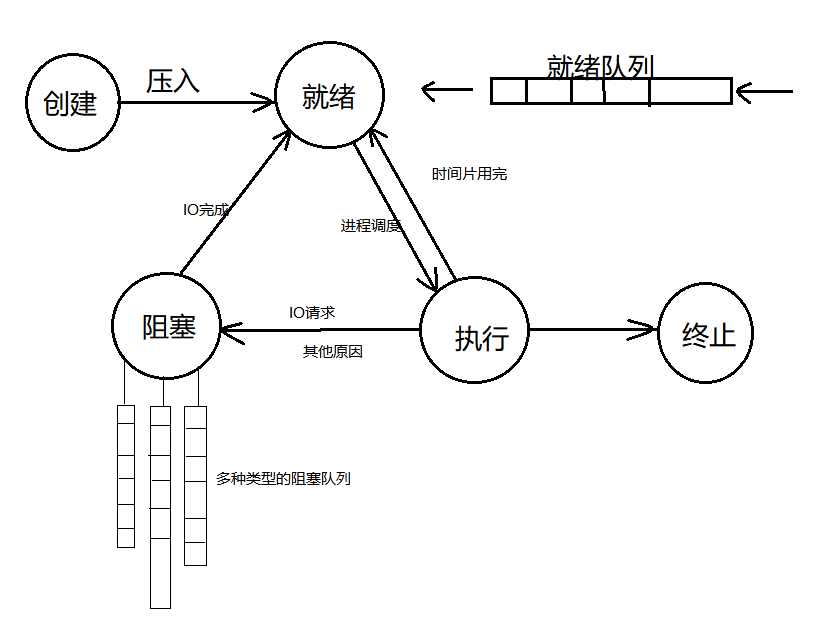 就绪队列
压入
创建
就绪
时间片用完
IO完成
进程调度
IO请求
阻塞
执行
终止
其他原因
多种类型的阻塞队列